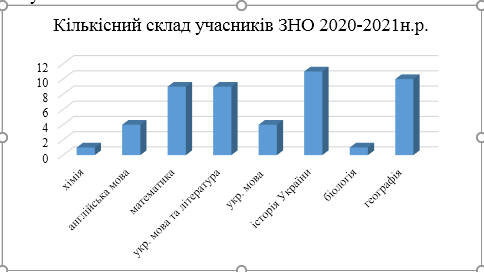 Кількісний склад учасників ЗНО 2020-2021н.р.
12
10
8
6
4
2
0
хімія
англійська мова
математика
укр. мова та література
укр. мова
історія України
біологія
географія